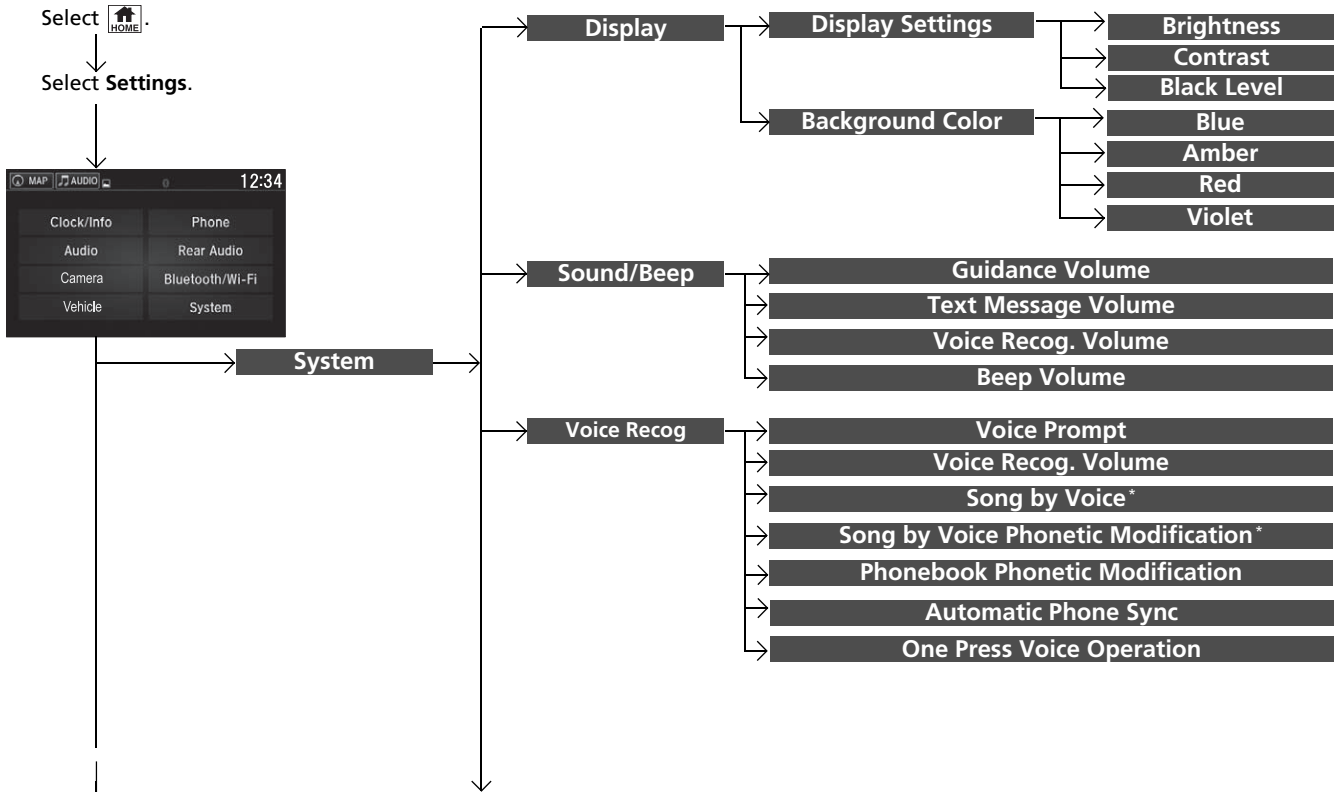 Select HOME.
Select Settings.
MAP AUDIO 12:34
Clock/Info Phone
Audio Rear Audio
Camera Bluetooth/Wi-Fi
Vehicle System
System
Display
Display Settings
Brightness
Contrast
Black Level
Background Color
Blue
Amber
Red
Violet
Sound/Beep
Guidance Volume
Text Message Volume
Voice Recog. Volume
Beep Volume
Voice Recog
Voice Prompt
Voice Recog. Volume
Song by Voice*
Song by Voice Phonetic Modification*
Phonebook Phonetic Modification
Automatic Phone Sync
One Press Voice Operation